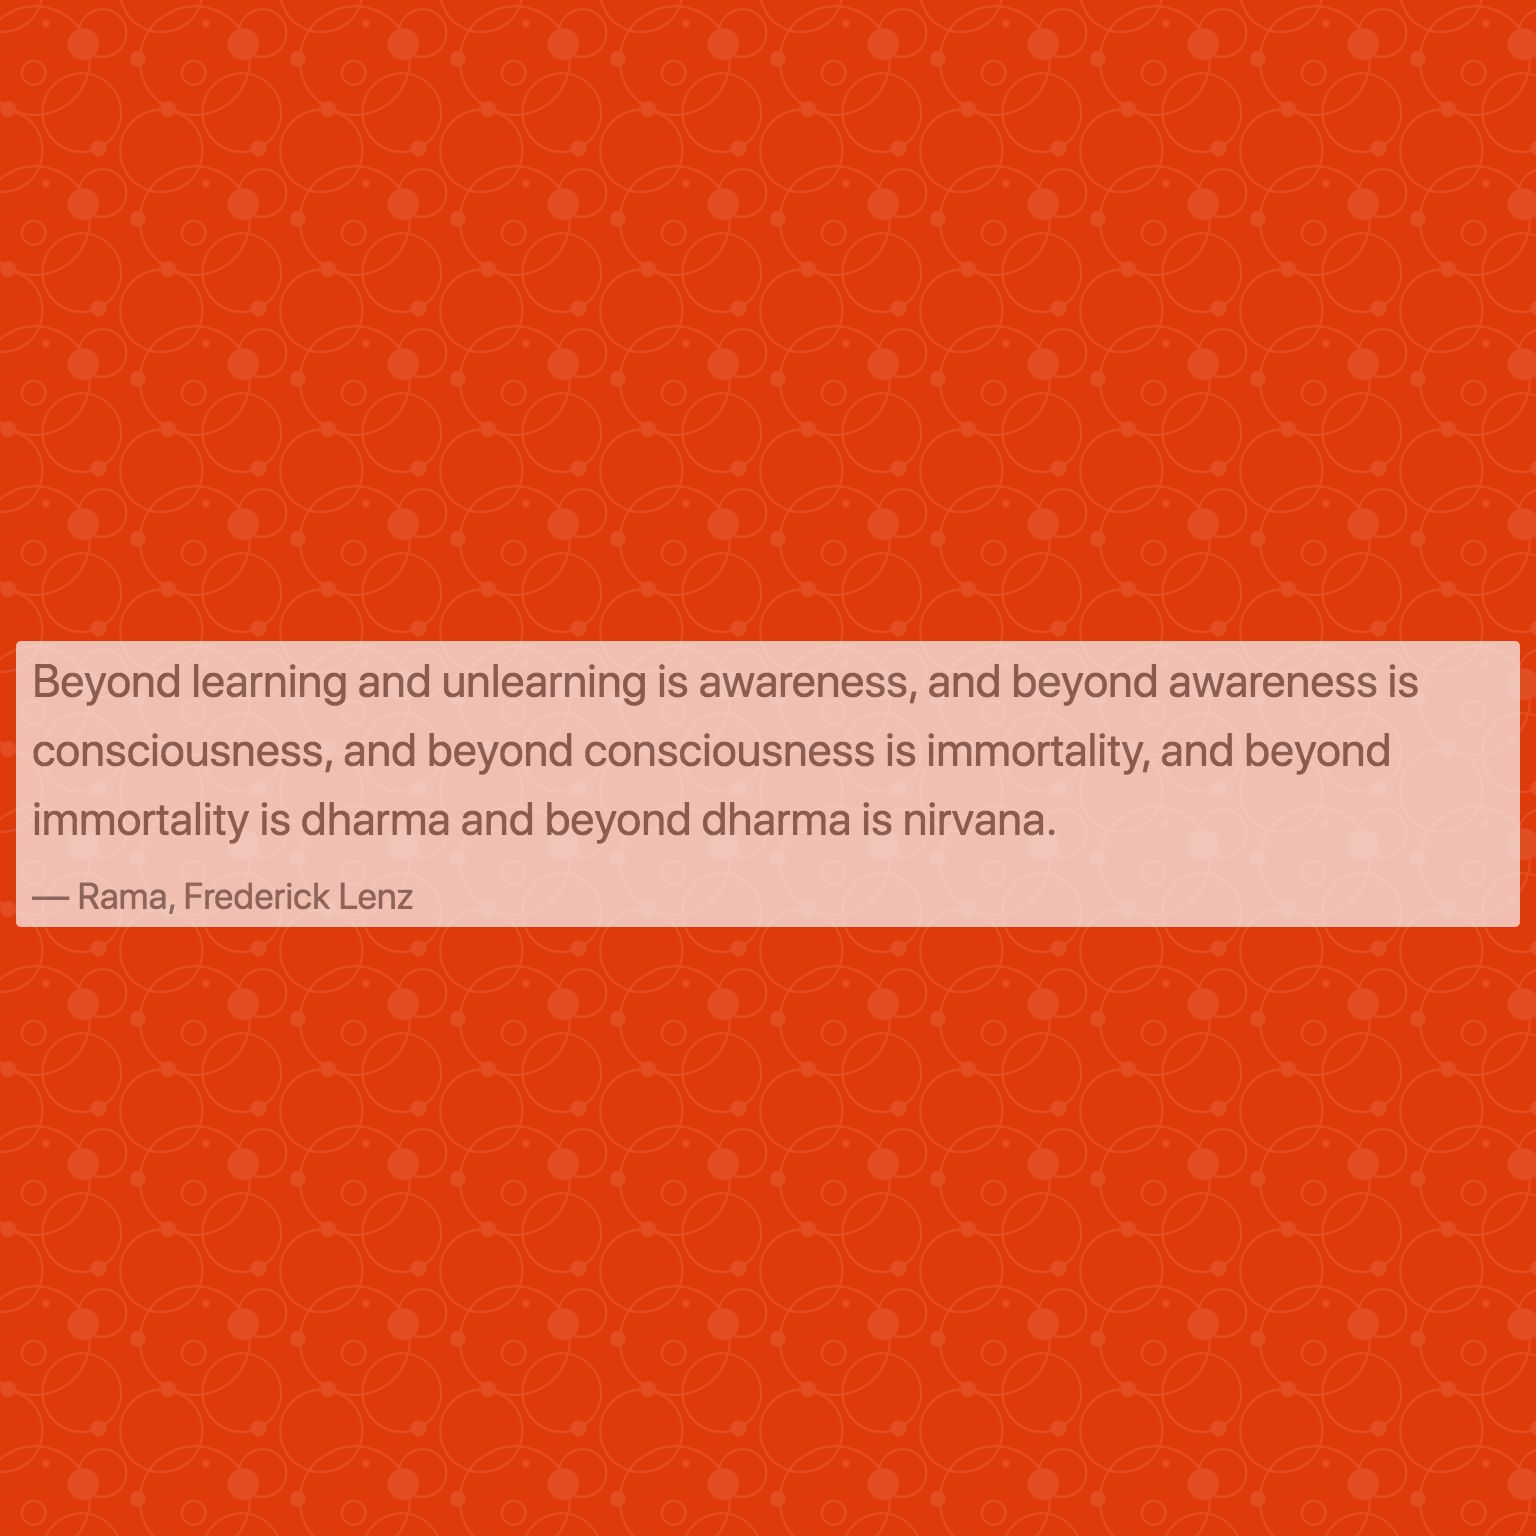 Beyond learning and unlearning is awareness, and beyond awareness is
consciousness, and beyond consciousness is immortality, and beyond
immortality is dharma and beyond dharma is nirvana.
— Rama, Frederick Lenz